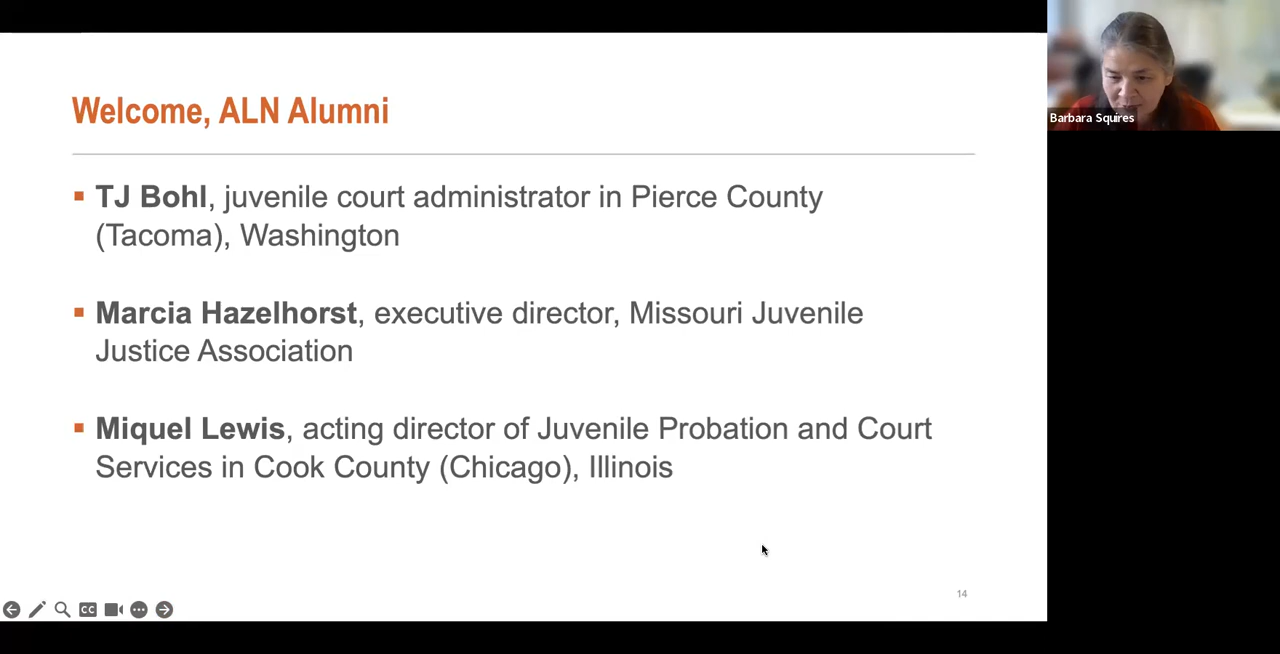 Welcome, ALN Alumni
Barbara Squires
▪ TJ Bohl, juvenile court administrator in Pierce County
(Tacoma), Washington
▪ Marcia Hazelhorst, executive director, Missouri Juvenile
Justice Association
▪ Miquel Lewis, acting director of Juvenile Probation and Court
Services in Cook County (Chicago), Illinois
14
CC